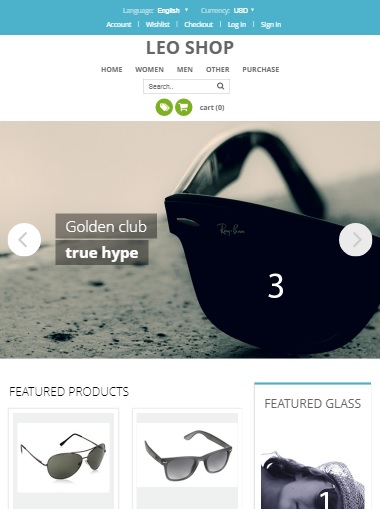 Language: English Currency: USD
Account Wishlist Checkout Log In Sign In
LEO SHOP
HOME WOMEN MEN OTHER PURCHASE
Search..
cart (0)
Ray-Ban
Golden club
true hype
3
FEATURED PRODUCTS
FEATURED GLASS
1